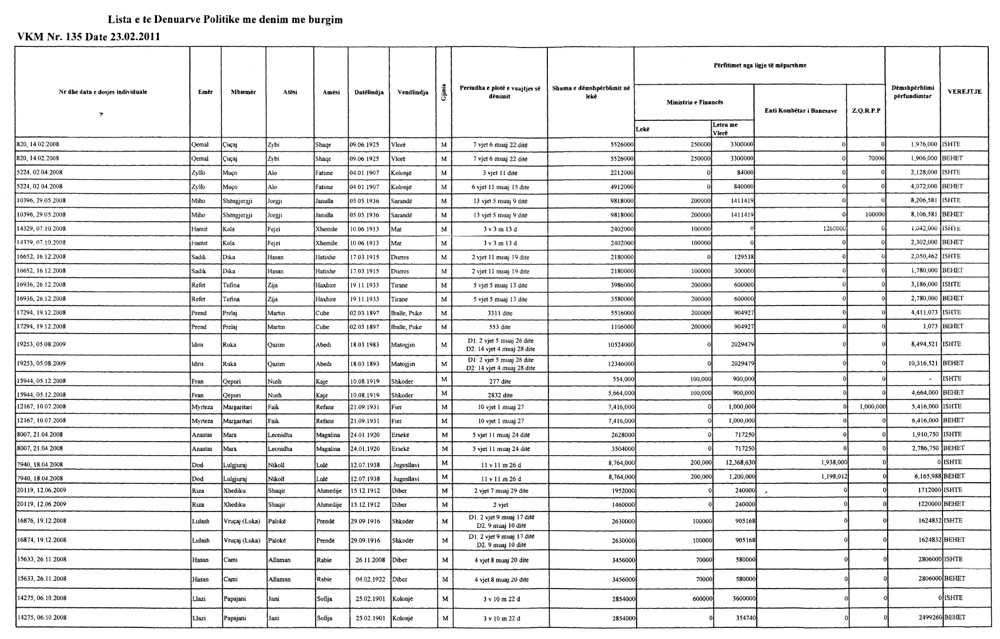 Lista e te Denuarve Politike me denim me burgim
VKM Nr. 135 Date 23.02.2011
Nr dhe data e dosjes individuale Emër Mbiemër Atësi Amësi Datëlindja Vendlindja Gjinia Periudha e plotë e vuajtjes së dënimit Shuma e dëmshpërblimit në lekë Përfitimet nga ligje të mëparshme Dëmshpërblimi përfundimtar VEREJTJE
Ministria e Financës Enti Kombëtar i Banesave Z.Q.R.P.P
Lekë Letra me Vlerë
820, 14.02.2008 Qemal Çuçaj Zybi Shaqe 09.06.1925 Vlorë M 7 vjet 6 muaj 22 ditë 5526000 250000 3300000 0 0 1,976,000 ISHTE
820, 14.02.2008 Qemal Çuçaj Zybi Shaqe 09.06.1925 Vlorë M 7 vjet 6 muaj 22 ditë 5526000 250000 3300000 0 70000 1,906,000 BEHET
5224, 02.04.2008 Zylfo Muço Alo Fatime 04.01.1907 Kolonjë M 3 vjet 11 ditë 2212000 0 84000 0 0 2,128,000 ISHTE
5224, 02.04.2008 Zylfo Muço Alo Fatime 04.01.1907 Kolonjë M 6 vjet 11 muaj 15 dite 4912000 0 840000 0 0 4,072,000 BEHET
10396, 29.05.2008 Miho Shëngjergji Jorgji Janulla 05.05.1936 Sarandë M 13 vjet 5 muaj 9 ditë 9818000 200000 1411419 0 0 8,206,581 ISHTE
10396, 29.05.2008 Miho Shëngjergji Jorgji Janulla 05.05.1936 Sarandë M 13 vjet 5 muaj 9 ditë 9818000 200000 1411419 0 100000 8,106,581 BEHET
14329, 07.10.2008 Hamit Kola Fejzi Xhemile 10.06.1913 Mat M 3 v 3 m 13 d 2402000 100000 0 1260000 0 1,042,000 ISHTE
14329, 07.10.2008 Hamit Kola Fejzi Xhemile 10.06.1913 Mat M 3 v 3 m 13 d 2402000 100000 0 0 0 2,302,000 BEHET
16652, 16.12.2008 Sadik Dika Hasan Hatixhe 17.03.1915 Durres M 2 vjet 11 muaj 19 dite 2180000 0 129538 0 0 2,050,462 ISHTE
16652, 16.12.2008 Sadik Dika Hasan Hatixhe 17.03.1915 Durres M 2 vjet 11 muaj 19 dite 2180000 100000 300000 0 0 1,780,000 BEHET
16936, 26.12.2008 Refet Tufina Zija Haxhire 19.11.1933 Tirane M 5 vjet 5 muaj 13 dite 3986000 200000 600000 0 0 3,186,000 ISHTE
16936, 26.12.2008 Refet Tufina Zija Haxhire 19.11.1933 Tirane M 5 vjet 5 muaj 13 dite 3580000 200000 600000 0 0 2,780,000 BEHET
17294, 19.12.2008 Prend Prelaj Martin Cube 02.03.1897 Iballe, Puke M 3311 dite 5516000 200000 904927 0 0 4,411,073 ISHTE
17294, 19.12.2008 Prend Prelaj Martin Cube 02.03.1897 Iballe, Puke M 553 dite 1106000 200000 904927 0 0 1,073 BEHET
19253, 05.08.2009 Idris Ruka Qazim Abedi 18.03.1983 Matogjin M D1: 2 vjet 5 muaj 26 dite D2: 14 vjet 4 muaj 28 dite 10524000 0 2029479 0 0 8,494,521 ISHTE
19253, 05.08.2009 Idris Ruka Qazim Abedi 18.03.1893 Matogjin M D1: 2 vjet 5 muaj 26 dite D2: 14 vjet 4 muaj 28 dite 12346000 0 2029479 0 0 10,316,521 BEHET
15944, 05.12.2008 Fran Qepuri Nush Kaje 10.08.1919 Shkoder M 277 dite 554,000 100,000 900,000 0 0 - ISHTE
15944, 05.12.2008 Fran Qepuri Nush Kaje 10.08.1919 Shkoder M 2832 dite 5,664,000 100,000 900,000 0 0 4,664,000 BEHET
12167, 10.07.2008 Myrteza Margaritari Faik Refane 21.09.1931 Fier M 10 vjet 1 muaj 27 7,416,000 0 1,000,000 0 1,000,000 5,416,000 ISHTE
12167, 10.07.2008 Myrteza Margaritari Faik Refane 21.09.1931 Fier M 10 vjet 1 muaj 27 7,416,000 0 1,000,000 0 0 6,416,000 BEHET
8007, 21.04.2008 Anastas Mara Leonidha Magalina 24.01.1920 Ersekë M 5 vjet 11 muaj 24 ditë 2628000 0 717250 0 0 1,910,750 ISHTE
8007, 21.04.2008 Anastas Mara Leonidha Magalina 24.01.1920 Ersekë M 5 vjet 11 muaj 24 ditë 3504000 0 717250 0 0 2,786,750 BEHET
7940, 18.04.2008 Dod Lulgjuraj Nikoll Lulë 12.07.1938 Jugosllavi M 11 v 11 m 26 d 8,764,000 200,000 12,368,630 1,938,000 0 0 ISHTE
7940, 18.04.2008 Dod Lulgjuraj Nikoll Lulë 12.07.1938 Jugosllavi M 11 v 11 m 26 d 8,764,000 200,000 1,200,000 1,198,012 0 6,165,988 BEHET
20119, 12.06.2009 Riza Xhediku Shaqir Ahmedije 15.12.1912 Diber M 2 vjet 7 muaj 29 dite 1952000 0 240000 0 0 1712000 ISHTE
20119, 12.06.2009 Riza Xhediku Shaqir Ahmedije 15.12.1912 Diber M 2 vjet 1460000 0 240000 0 0 1220000 BEHET
16876, 19.12.2008 Lulash Vruçaj (Luka) Palokë Prendë 29.09.1916 Shkodër M D1. 2 vjet 9 muaj 17 ditë D2. 9 muaj 10 ditë 2630000 100000 905168 0 0 1624832 ISHTE
16874, 19.12.2008 Lulash Vruçaj (Luka) Palokë Prendë 29.09.1916 Shkodër M D1. 2 vjet 9 muaj 17 ditë D2. 9 muaj 10 ditë 2630000 100000 905168 0 0 1624832 BEHET
15633, 26.11.2008 Hasan Cami Allaman Rabie 26.11.2008 Diber M 4 vjet 8 muaj 20 dite 3456000 70000 580000 0 0 2806000 ISHTE
15633, 26.11.2008 Hasan Cami Allaman Rabie 04.02.1922 Diber M 4 vjet 8 muaj 20 dite 3456000 70000 580000 0 0 2806000 BEHET
14275, 06.10.2008 Llazi Papajani Jani Sofija 25.02.1901 Kolonjë M 3 v 10 m 22 d 2854000 600000 3600000 0 0 0 ISHTE
14275, 06.10.2008 Llazi Papajani Jani Sofija 25.02.1901 Kolonjë M 3 v 10 m 22 d 2854000 0 354740 0 0 2499260 BEHET